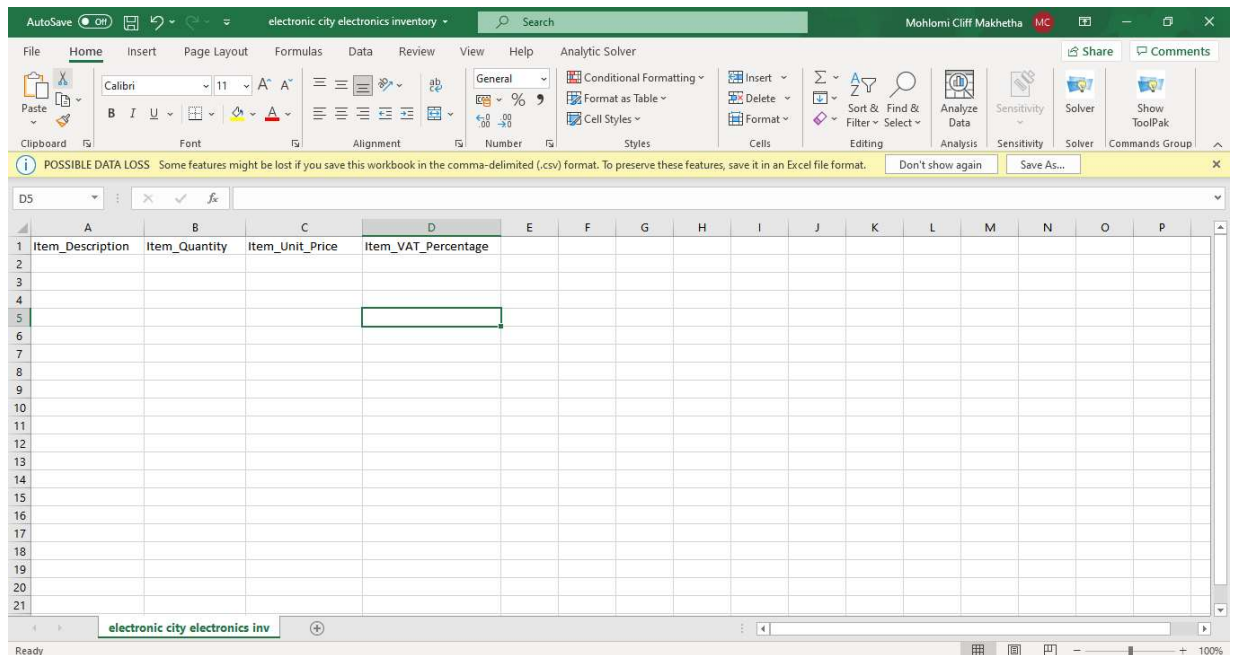 AutoSave Off electronic city electronics inventory Search Mohlomi Cliff Makhetha MC
File Home Insert Page Layout Formulas Data Review View Help Analytic Solver Share Comments
Paste Calibri 11 A^ A˅ ab General Conditional Formatting Insert Σ Sort & Filter Find & Select Analyze Data Sensitivity Solver Show ToolPak
B I U A % 9 Format as Table Delete
.00 .00 Cell Styles Format
Clipboard Font Alignment Number Styles Cells Editing Analysis Sensitivity Solver Commands Group
POSSIBLE DATA LOSS Some features might be lost if you save this workbook in the comma-delimited (.csv) format. To preserve these features, save it in an Excel file format. Don't show again Save As...
D5 fx
A B C D E F G H I J K L M N O P
1 Item_Description Item_Quantity Item_Unit_Price Item_VAT_Percentage
2
3
4
5
6
7
8
9
10
11
12
13
14
15
16
17
18
19
20
21
electronic city electronics inv
Ready 100%